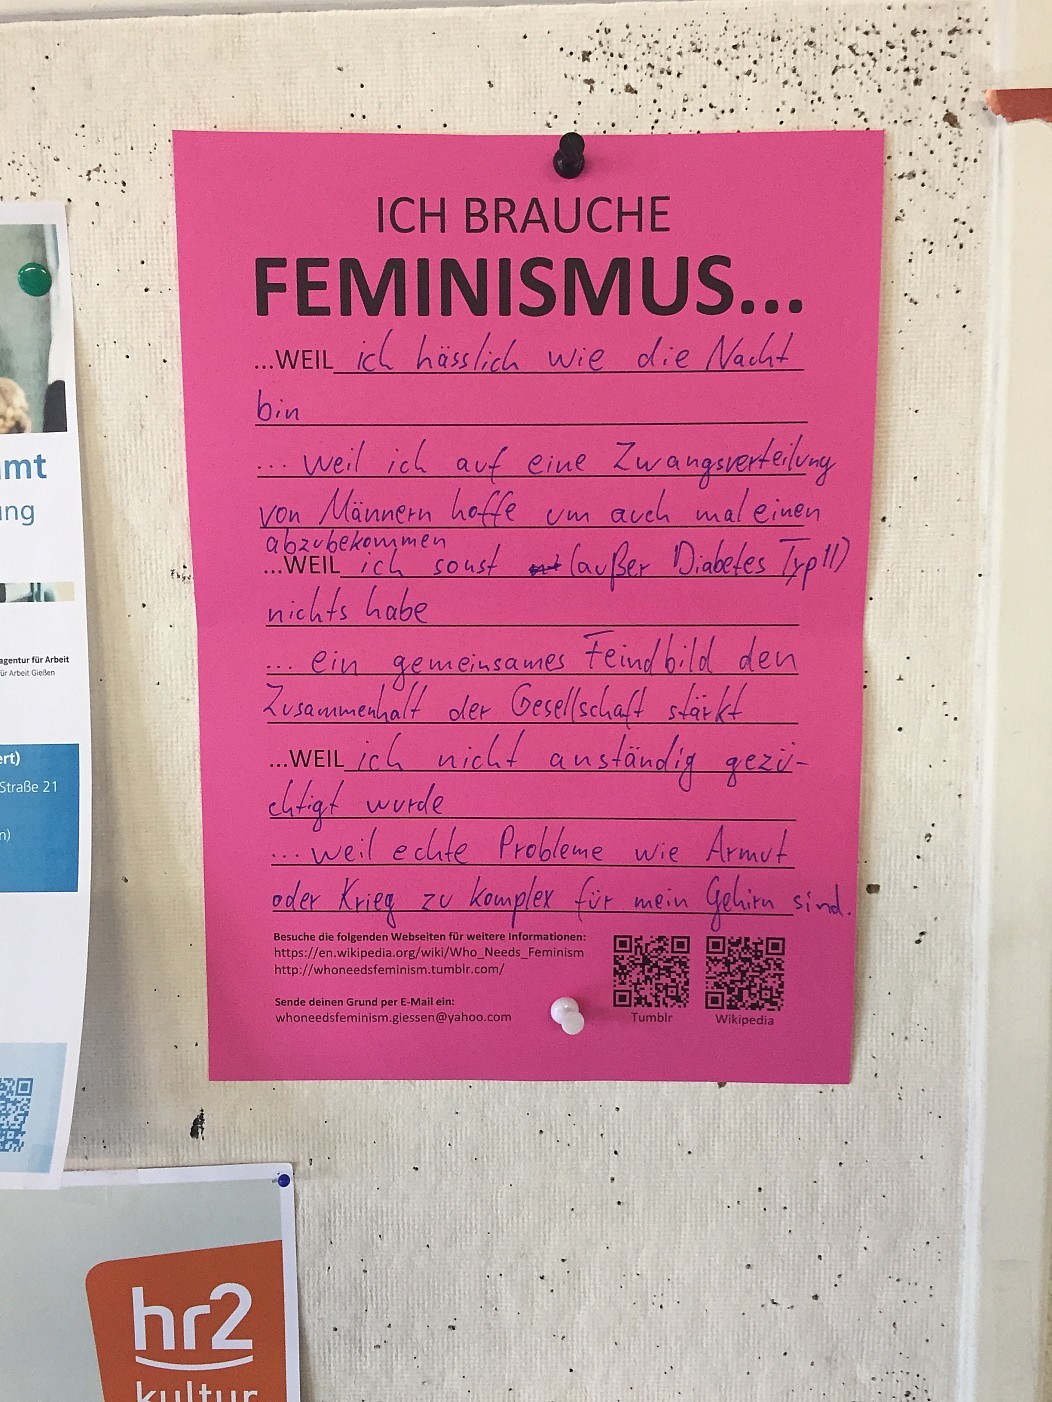 ICH BRAUCHE
FEMINISMUS...
...WEIL ich hässlich wie die Nacht
bin
... weil ich auf eine Zwangsverteilung
von Männern hoffe um auch mal einen
abzubekommen
...WEIL ich sonst (außer Diabetes Typ II)
nichts habe
... ein gemeinsames Feindbild den
Zusammenhalt der Gesellschaft stärkt
...WEIL ich nicht anständig gezü-
chtigt wurde
... weil echte Probleme wie Armut
oder Krieg zu komplex für mein Gehirn sind.
Besuche die folgenden Webseiten für weitere Informationen:
https://en.wikipedia.org/wiki/Who_Needs_Feminism
http://whoneedsfeminism.tumblr.com/
Sende deinen Grund per E-Mail ein:
whoneedsfeminism.giessen@yahoo.com
Tumblr
Wikipedia
amt
ung
agentur für Arbeit
für Arbeit Gießen
ert)
Straße 21
n)
hr2
kultur